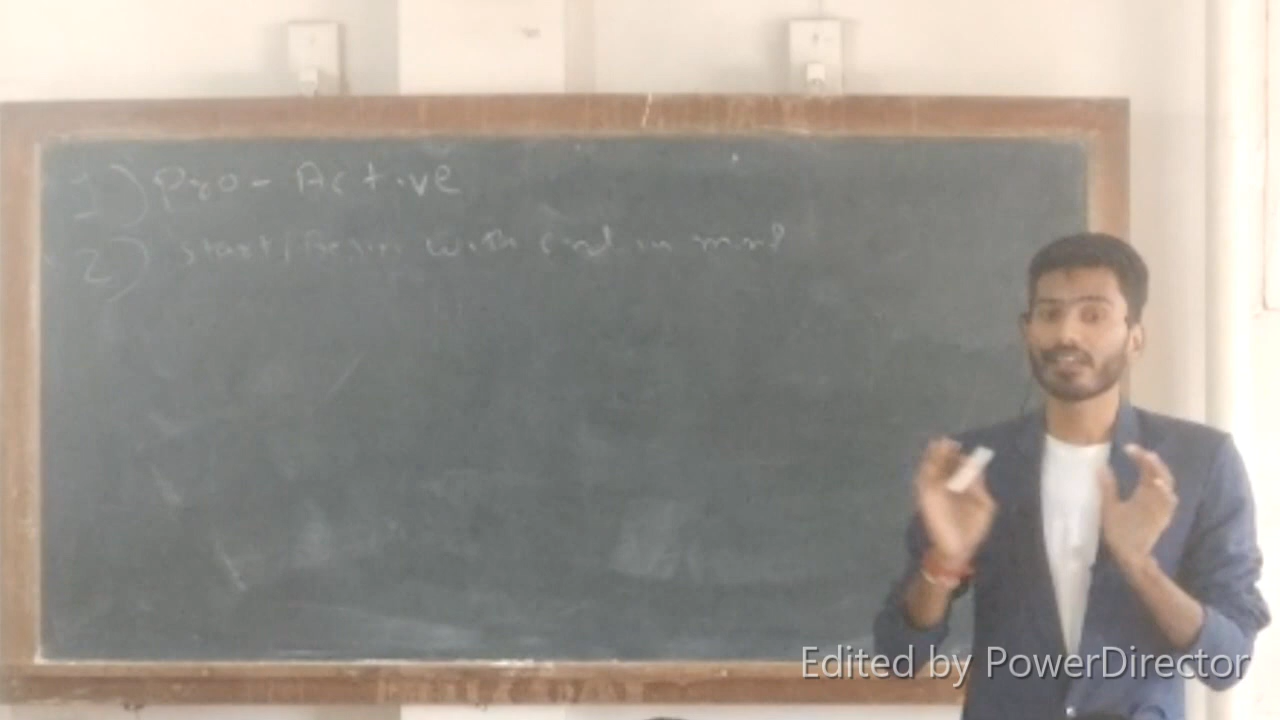 1) Pro-Active
2) Start/Begin with End in mind
Edited by PowerDirector